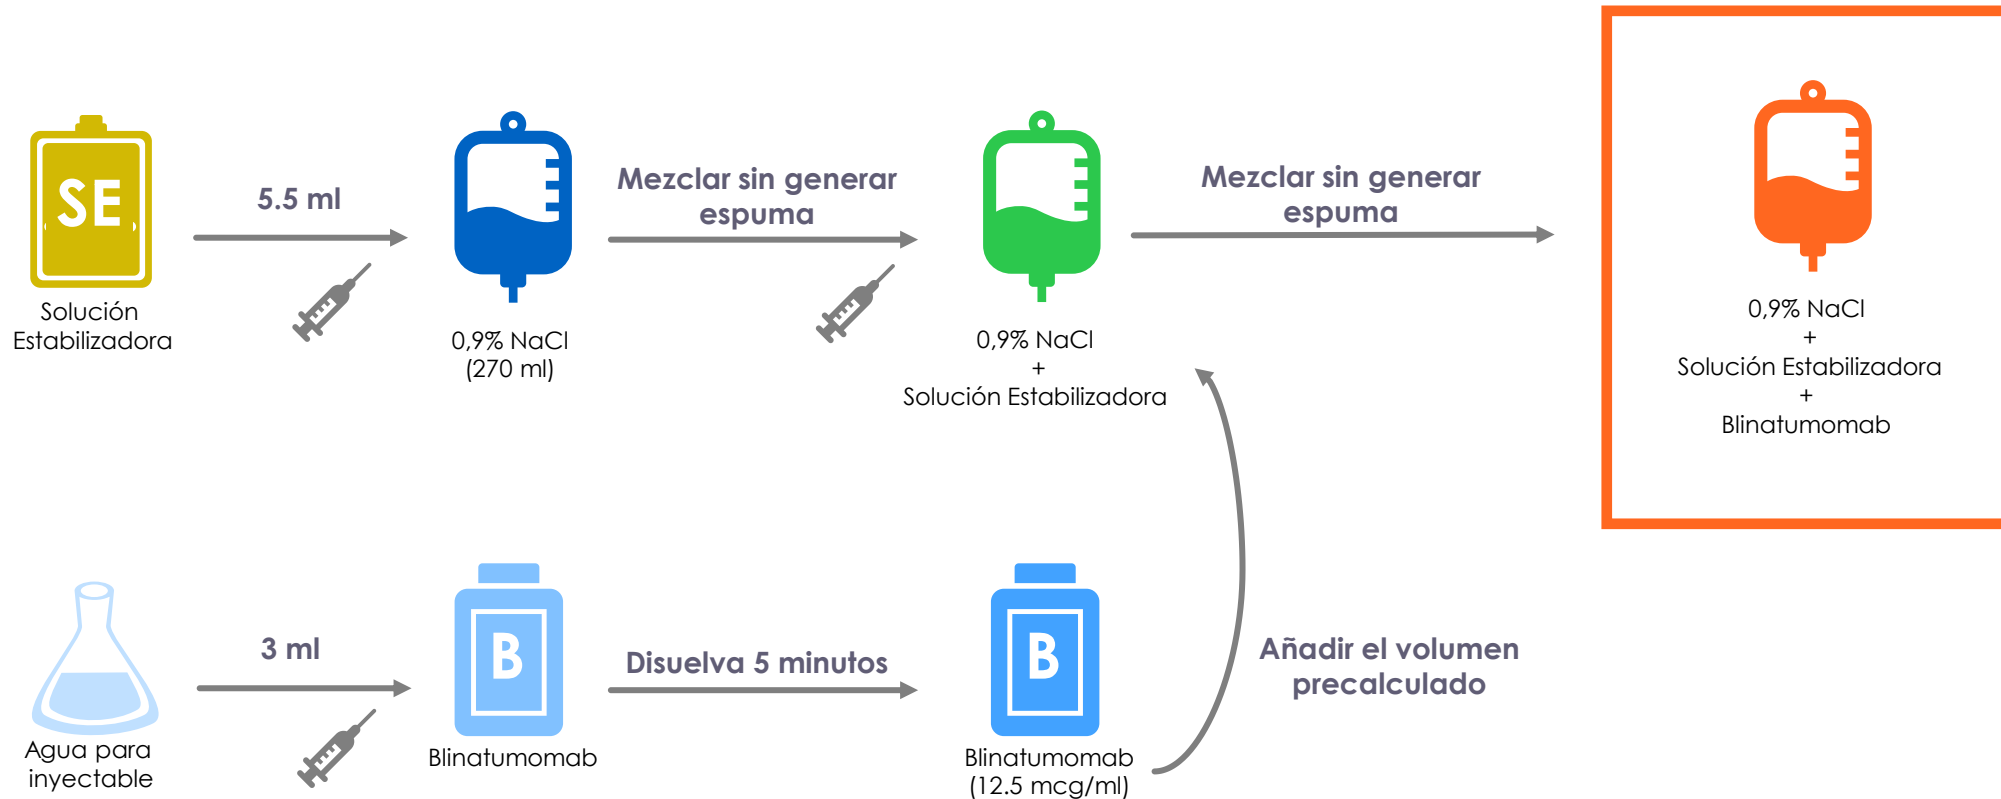 SE
Solución
Estabilizadora
5.5 ml
0,9% NaCl
(270 ml)
Mezclar sin generar
espuma
0,9% NaCl
+
Solución Estabilizadora
Mezclar sin generar
espuma
0,9% NaCl
+
Solución Estabilizadora
+
Blinatumomab
Agua para
inyectable
3 ml
B
Blinatumomab
Disuelva 5 minutos
B
Blinatumomab
(12.5 mcg/ml)
Añadir el volumen
precalculado